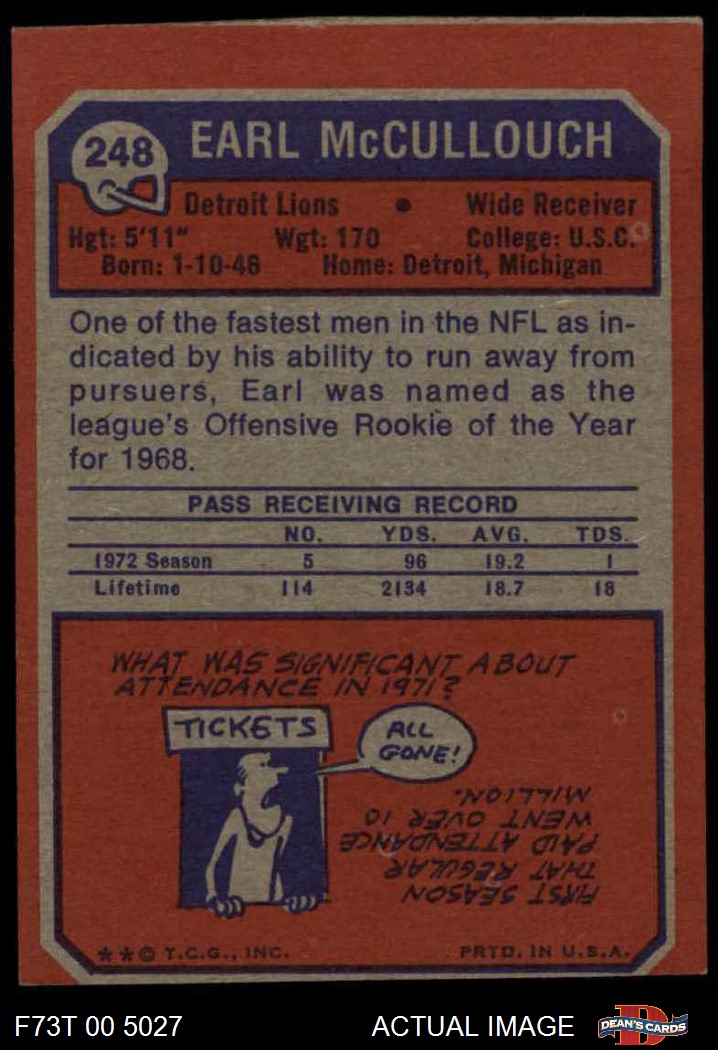 248
EARL McCULLOUCH
Detroit Lions • Wide Receiver
Hgt: 5'11" Wgt: 170 College: U.S.C.
Born: 1-10-46 Home: Detroit, Michigan
One of the fastest men in the NFL as in-
dicated by his ability to run away from
pursuers, Earl was named as the
league's Offensive Rookie of the Year
for 1968.
PASS RECEIVING RECORD
NO. YDS. AVG. TDS.
1972 Season 5 96 19.2 1
Lifetime 114 2134 18.7 18
WHAT WAS SIGNIFICANT ABOUT
ATTENDANCE IN 1971?
TICKETS
ALL
GONE!
FIRST SEASON
THAT REGULAR
PAID ATTENDANCE
WENT OVER 10
MILLION.
**© T.C.G., INC. PRTD. IN U.S.A.
F73T 00 5027 ACTUAL IMAGE
D
DEAN'S CARDS